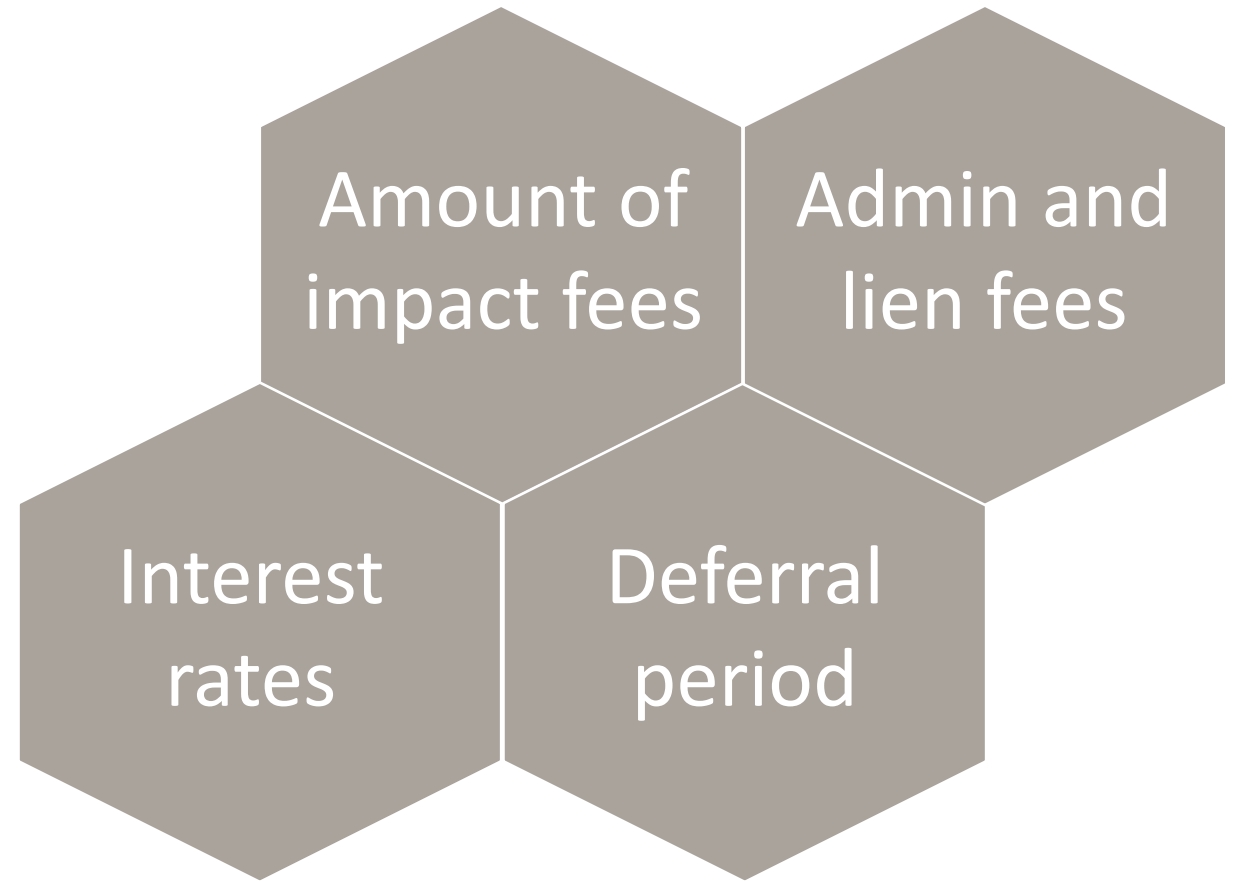 Amount of
impact fees
Admin and
lien fees
Interest
rates
Deferral
period